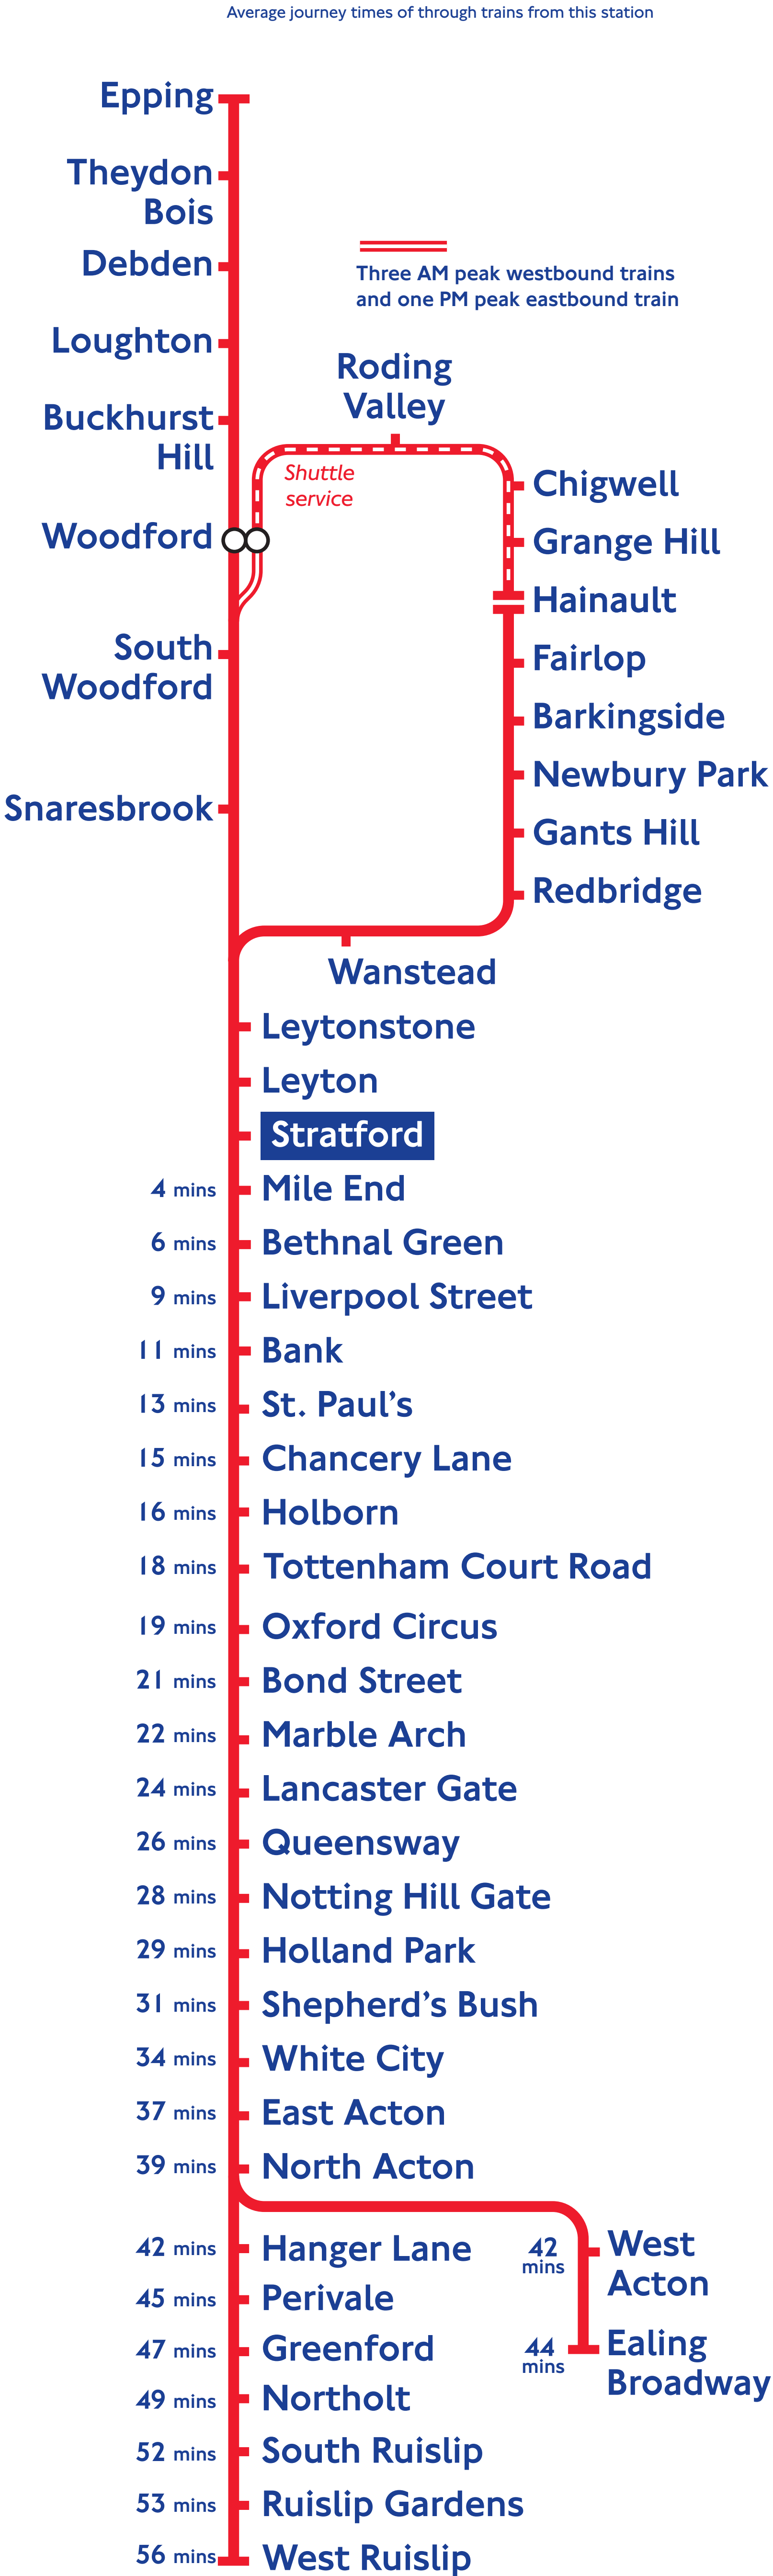 Average journey times of through trains from this station
Epping
Theydon
Bois
Debden
Three AM peak westbound trains
and one PM peak eastbound train
Loughton
Roding
Valley
Buckhurst
Hill
Shuttle
service
Chigwell
Woodford
Grange Hill
Hainault
South
Woodford
Fairlop
Barkingside
Newbury Park
Snaresbrook
Gants Hill
Redbridge
Wanstead
Leytonstone
Leyton
Stratford
4 mins Mile End
6 mins Bethnal Green
9 mins Liverpool Street
11 mins Bank
13 mins St. Paul's
15 mins Chancery Lane
16 mins Holborn
18 mins Tottenham Court Road
19 mins Oxford Circus
21 mins Bond Street
22 mins Marble Arch
24 mins Lancaster Gate
26 mins Queensway
28 mins Notting Hill Gate
29 mins Holland Park
31 mins Shepherd's Bush
34 mins White City
37 mins East Acton
39 mins North Acton
42 mins Hanger Lane
42
mins
West
Acton
45 mins Perivale
47 mins Greenford
44
mins
Ealing
Broadway
49 mins Northolt
52 mins South Ruislip
53 mins Ruislip Gardens
56 mins West Ruislip